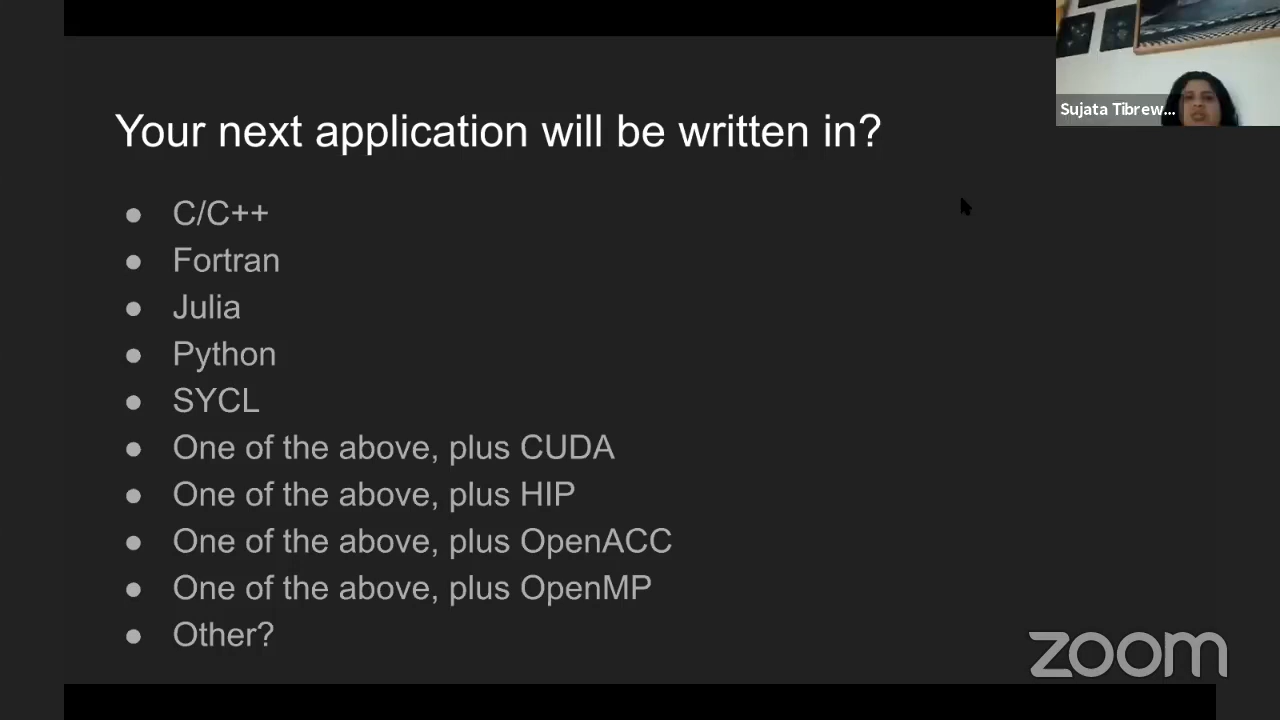 Sujata Tibrew...
Your next application will be written in?
● C/C++
● Fortran
● Julia
● Python
● SYCL
● One of the above, plus CUDA
● One of the above, plus HIP
● One of the above, plus OpenACC
● One of the above, plus OpenMP
● Other?
zoom